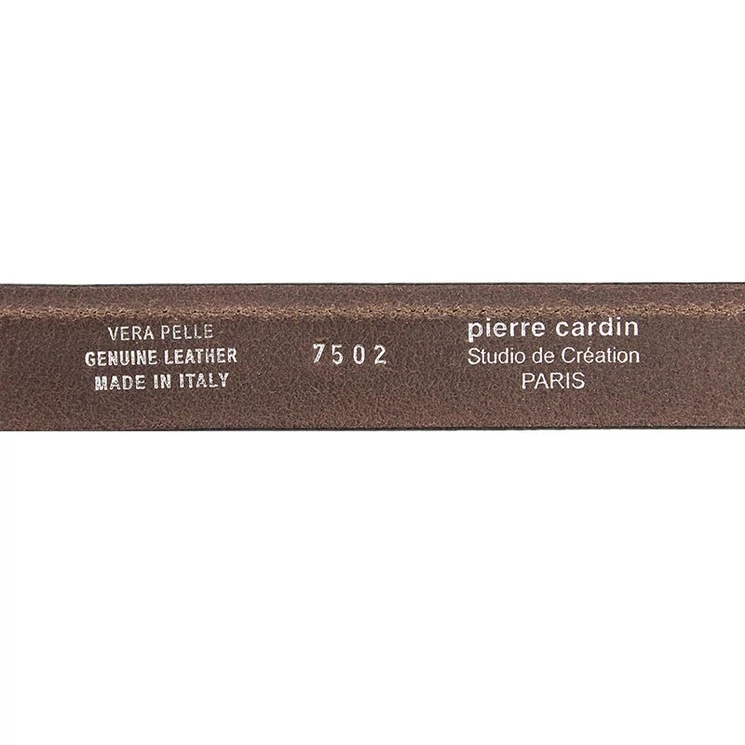 VERA PELLE
GENUINE LEATHER
MADE IN ITALY
7502
pierre cardin
Studio de Création
PARIS